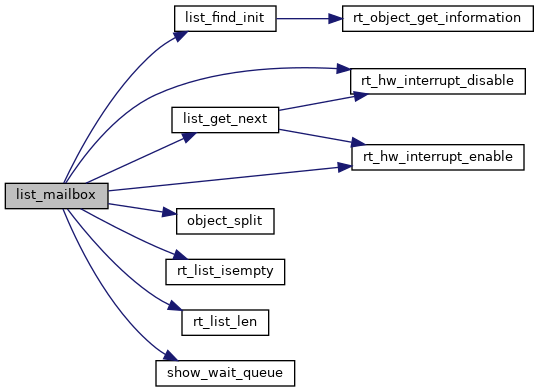 list_find_init
rt_object_get_information
rt_hw_interrupt_disable
list_get_next
rt_hw_interrupt_enable
list_mailbox
object_split
rt_list_isempty
rt_list_len
show_wait_queue